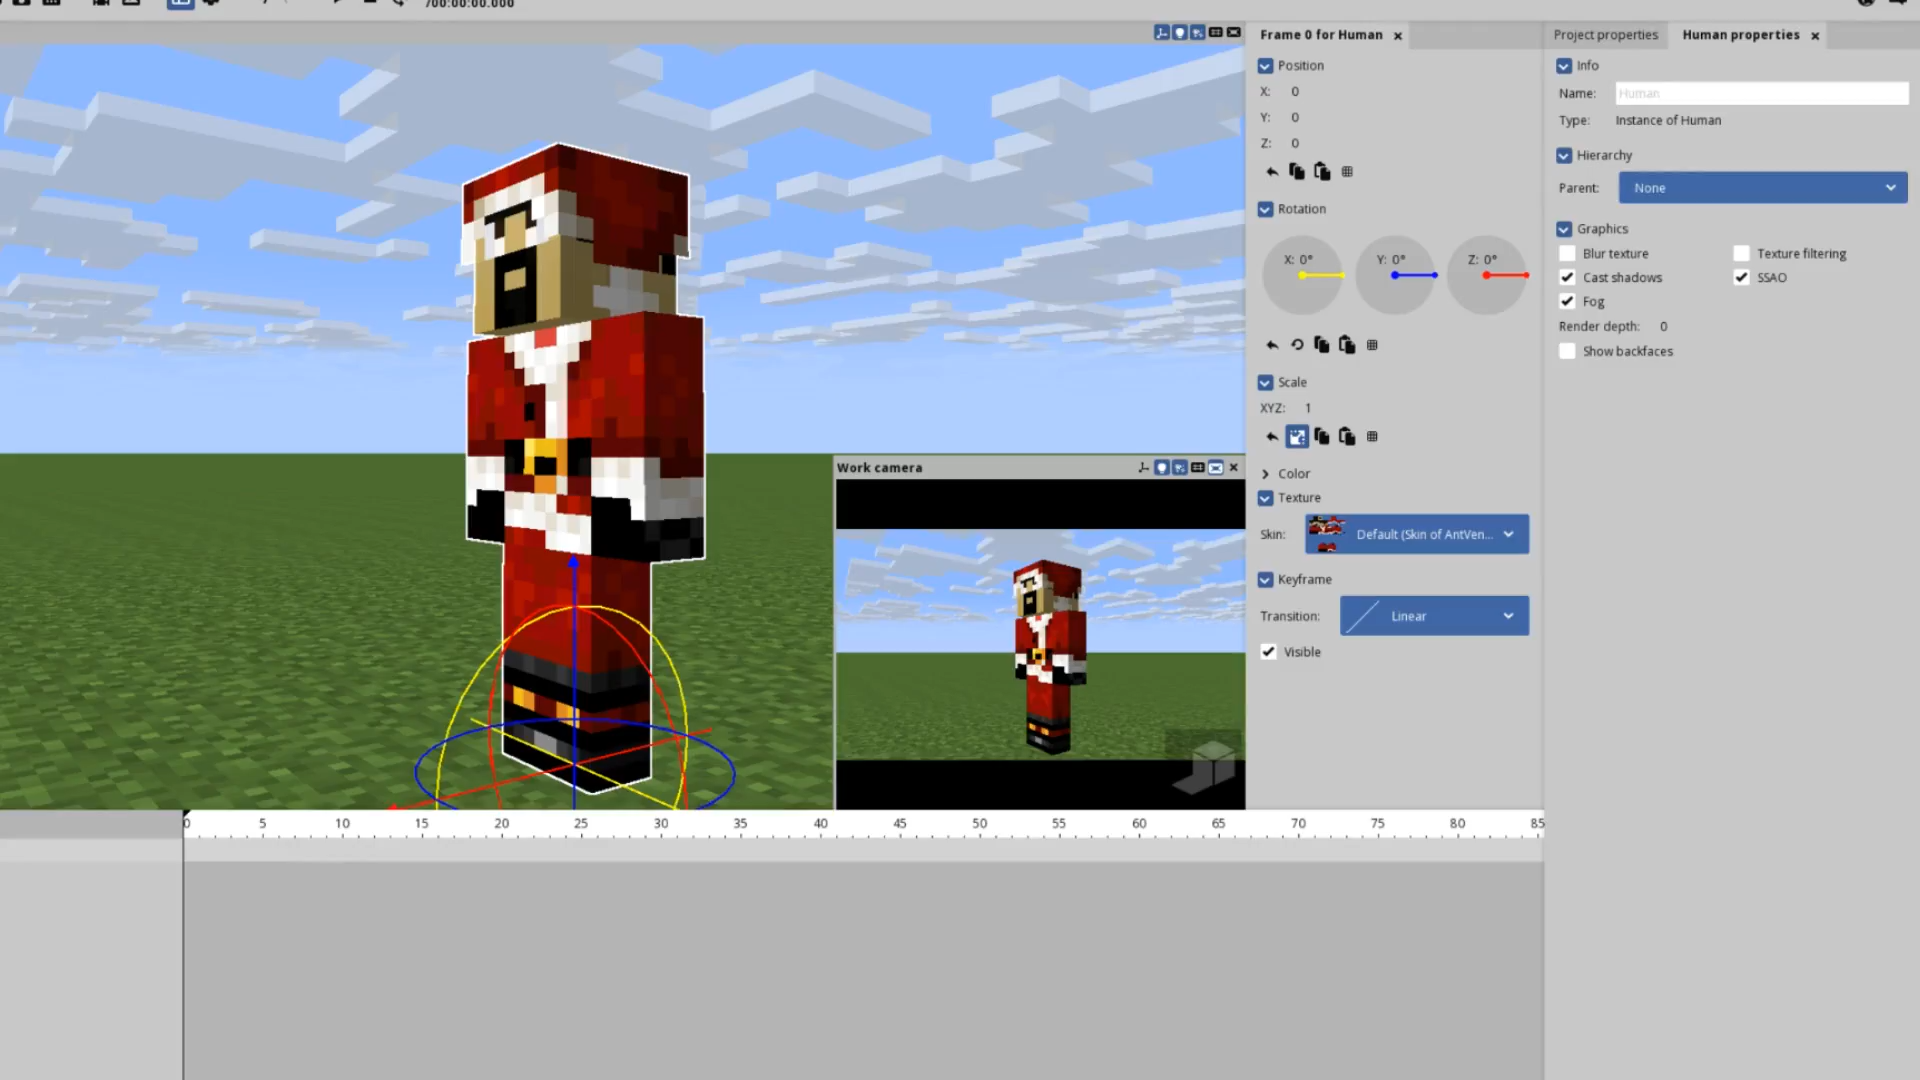 700:00:00.000
Frame 0 for Human
Project properties
Human properties
Position
X: 0
Y: 0
Z: 0
Rotation
X: 0°
Y: 0°
Z: 0°
Scale
XYZ: 1
Color
Texture
Skin: Default (Skin of AntVen...
Keyframe
Transition: Linear
Visible
Info
Name: Human
Type: Instance of Human
Hierarchy
Parent: None
Graphics
Blur texture
Texture filtering
Cast shadows
SSAO
Fog
Render depth: 0
Show backfaces
Work camera
0 5 10 15 20 25 30 35 40 45 50 55 60 65 70 75 80 85